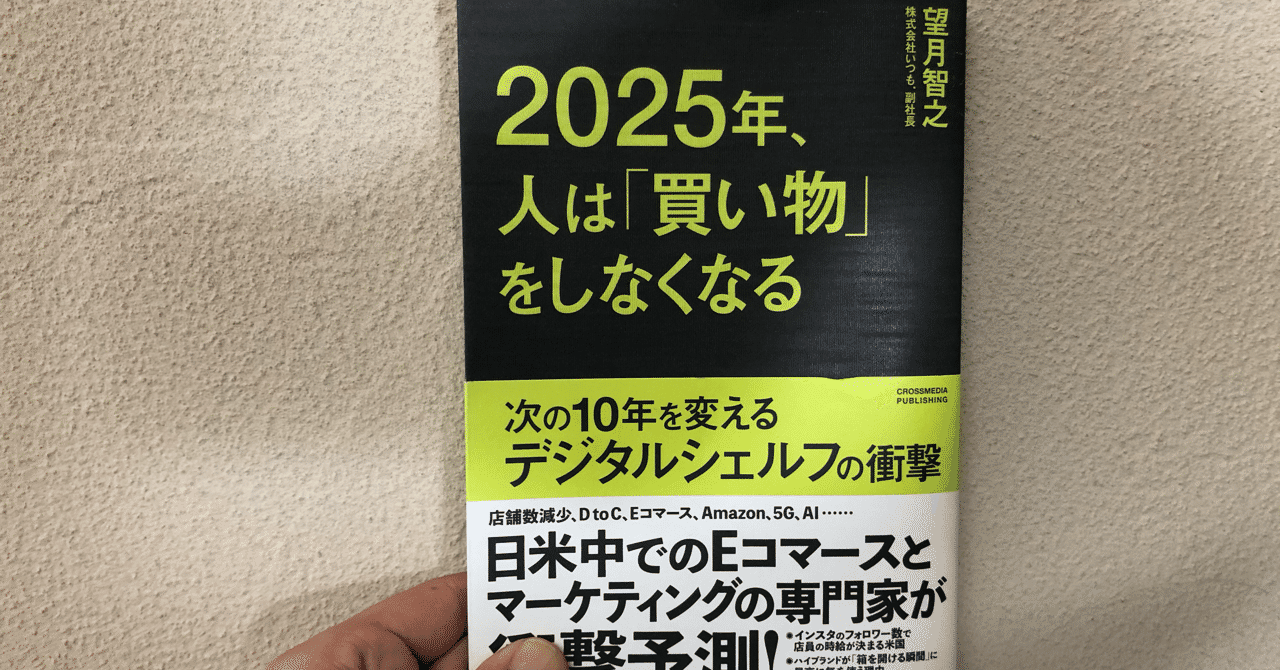 望月智之
株式会社いつも.副社長
2025年、
人は「買い物」
をしなくなる
CROSSMEDIA
PUBLISHING
次の10年を変える
デジタルシェルフの衝撃
店舗数減少、D to C、Eコマース、Amazon、5G、AI……
日米中でのEコマースと
マーケティングの専門家が
衝撃予測!
●インスタのフォロワー数で
店員の時給が決まる米国
●ハイブランドが「箱を開ける瞬間」に